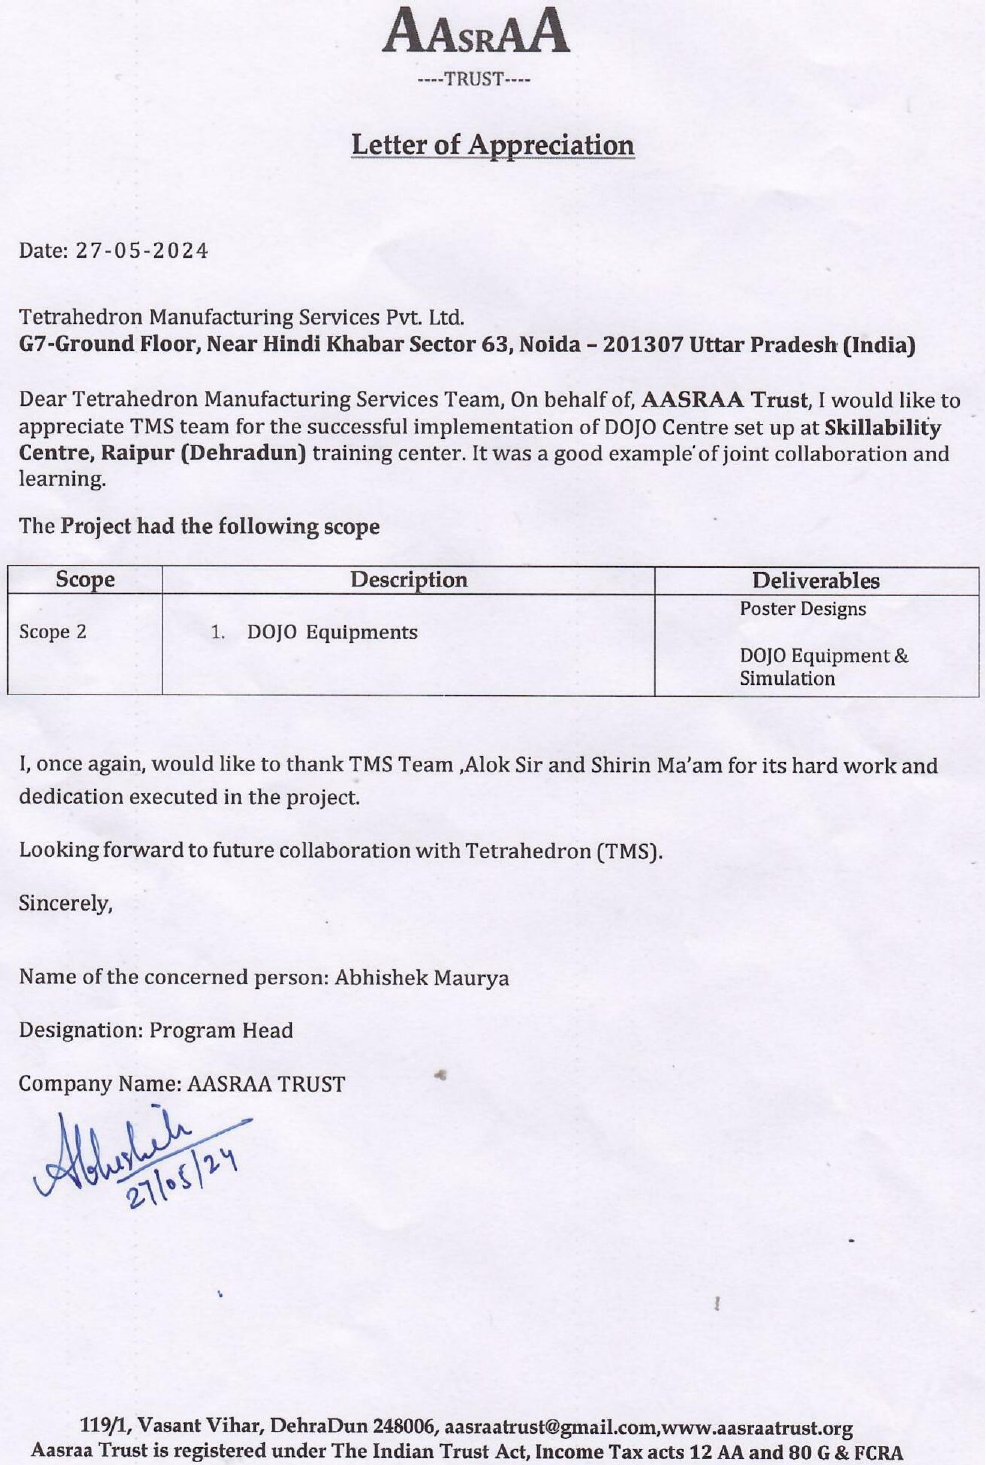 AASRAA
----TRUST----
Letter of Appreciation
Date: 27-05-2024
Tetrahedron Manufacturing Services Pvt. Ltd.
G7-Ground Floor, Near Hindi Khabar Sector 63, Noida – 201307 Uttar Pradesh (India)
Dear Tetrahedron Manufacturing Services Team, On behalf of, AASRAA Trust, I would like to
appreciate TMS team for the successful implementation of DOJO Centre set up at Skillability
Centre, Raipur (Dehradun) training center. It was a good example of joint collaboration and
learning.
The Project had the following scope
Scope Description Deliverables
Scope 2 1. DOJO Equipments Poster Designs
DOJO Equipment &
Simulation
I, once again, would like to thank TMS Team ,Alok Sir and Shirin Ma’am for its hard work and
dedication executed in the project.
Looking forward to future collaboration with Tetrahedron (TMS).
Sincerely,
Name of the concerned person: Abhishek Maurya
Designation: Program Head
Company Name: AASRAA TRUST
Abhishek
27/05/24
119/1, Vasant Vihar, DehraDun 248006, aasraatrust@gmail.com,www.aasraatrust.org
Aasraa Trust is registered under The Indian Trust Act, Income Tax acts 12 AA and 80 G & FCRA